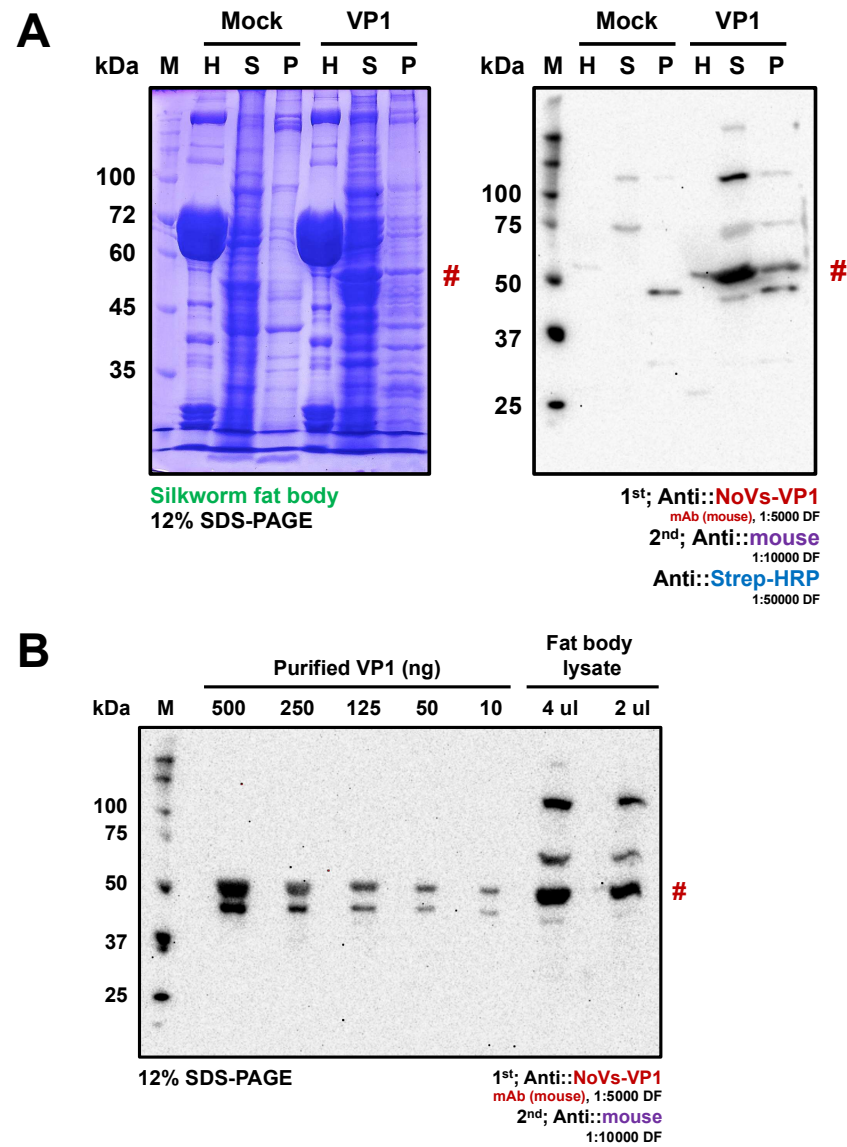 A
Mock VP1
kDa M H S P H S P
100
72
60
45
35
#
Silkworm fat body
12% SDS-PAGE
Mock VP1
kDa M H S P H S P
100
75
50
37
25
#
1st; Anti::NoVs-VP1
mAb (mouse), 1:5000 DF
2nd; Anti::mouse
1:10000 DF
Anti::Strep-HRP
1:50000 DF
B
Purified VP1 (ng)
Fat body
lysate
kDa M 500 250 125 50 10 4 ul 2 ul
100
75
50
37
25
#
12% SDS-PAGE
1st; Anti::NoVs-VP1
mAb (mouse), 1:5000 DF
2nd; Anti::mouse
1:10000 DF